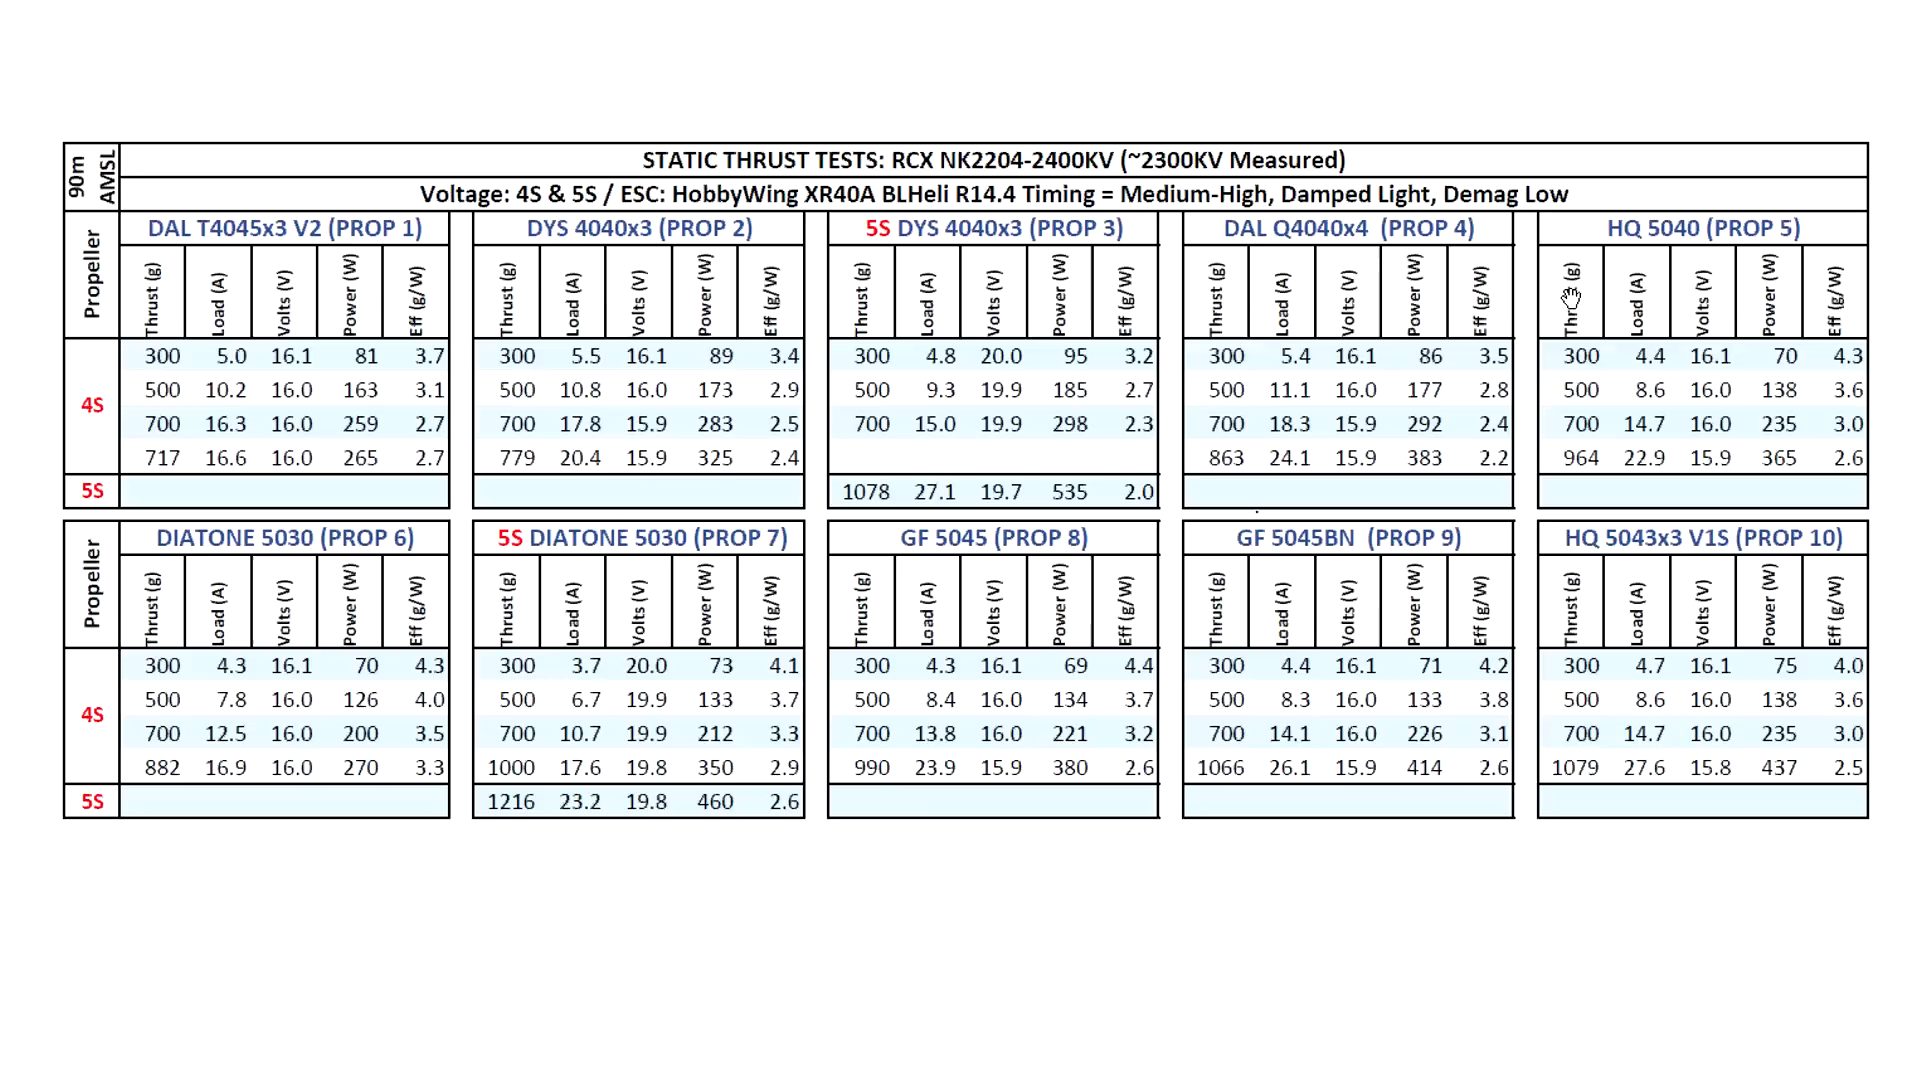 90m AMSL
STATIC THRUST TESTS: RCX NK2204-2400KV (~2300KV Measured)
Voltage: 4S & 5S / ESC: HobbyWing XR40A BLHeli R14.4 Timing = Medium-High, Damped Light, Demag Low
Propeller DAL T4045x3 V2 (PROP 1) DYS 4040x3 (PROP 2) 5S DYS 4040x3 (PROP 3) DAL Q4040x4 (PROP 4) HQ 5040 (PROP 5)
Thrust (g) Load (A) Volts (V) Power (W) Eff (g/W) Thrust (g) Load (A) Volts (V) Power (W) Eff (g/W) Thrust (g) Load (A) Volts (V) Power (W) Eff (g/W) Thrust (g) Load (A) Volts (V) Power (W) Eff (g/W) (g) Load (A) Volts (V) Power (W) Eff (g/W)
4S
300 5.0 16.1 81 3.7 300 5.5 16.1 89 3.4 300 4.8 20.0 95 3.2 300 5.4 16.1 86 3.5 300 4.4 16.1 70 4.3
500 10.2 16.0 163 3.1 500 10.8 16.0 173 2.9 500 9.3 19.9 185 2.7 500 11.1 16.0 177 2.8 500 8.6 16.0 138 3.6
700 16.3 16.0 259 2.7 700 17.8 15.9 283 2.5 700 15.0 19.9 298 2.3 700 18.3 15.9 292 2.4 700 14.7 16.0 235 3.0
717 16.6 16.0 265 2.7 779 20.4 15.9 325 2.4 863 24.1 15.9 383 2.2 964 22.9 15.9 365 2.6
5S 1078 27.1 19.7 535 2.0
Propeller DIATONE 5030 (PROP 6) 5S DIATONE 5030 (PROP 7) GF 5045 (PROP 8) GF 5045BN (PROP 9) HQ 5043x3 V1S (PROP 10)
Thrust (g) Load (A) Volts (V) Power (W) Eff (g/W) Thrust (g) Load (A) Volts (V) Power (W) Eff (g/W) Thrust (g) Load (A) Volts (V) Power (W) Eff (g/W) Thrust (g) Load (A) Volts (V) Power (W) Eff (g/W) Thrust (g) Load (A) Volts (V) Power (W) Eff (g/W)
4S
300 4.3 16.1 70 4.3 300 3.7 20.0 73 4.1 300 4.3 16.1 69 4.4 300 4.4 16.1 71 4.2 300 4.7 16.1 75 4.0
500 7.8 16.0 126 4.0 500 6.7 19.9 133 3.7 500 8.4 16.0 134 3.7 500 8.3 16.0 133 3.8 500 8.6 16.0 138 3.6
700 12.5 16.0 200 3.5 700 10.7 19.9 212 3.3 700 13.8 16.0 221 3.2 700 14.1 16.0 226 3.1 700 14.7 16.0 235 3.0
882 16.9 16.0 270 3.3 1000 17.6 19.8 350 2.9 990 23.9 15.9 380 2.6 1066 26.1 15.9 414 2.6 1079 27.6 15.8 437 2.5
5S 1216 23.2 19.8 460 2.6